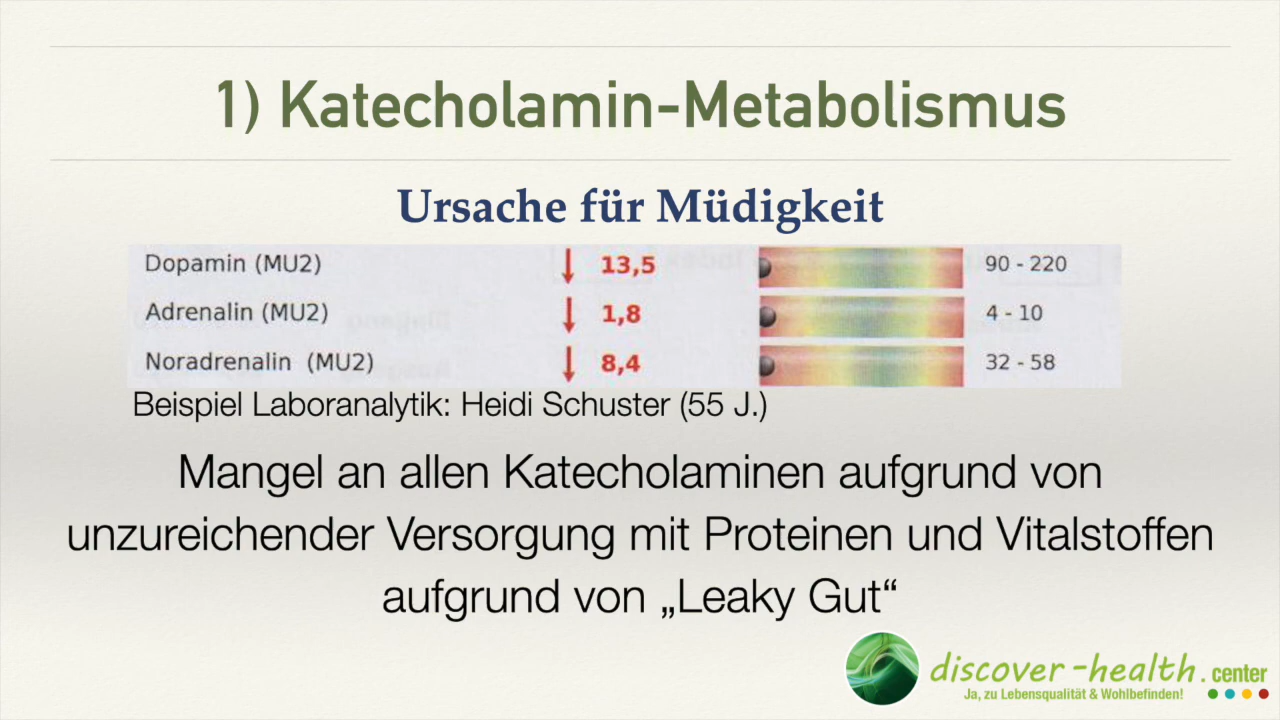 1) Katecholamin-Metabolismus
Ursache für Müdigkeit
Dopamin (MU2) ↓ 13,5 90 - 220
Adrenalin (MU2) ↓ 1,8 4 - 10
Noradrenalin (MU2) ↓ 8,4 32 - 58
Beispiel Laboranalytik: Heidi Schuster (55 J.)
Mangel an allen Katecholaminen aufgrund von
unzureichender Versorgung mit Proteinen und Vitalstoffen
aufgrund von „Leaky Gut“
discover-health.center
Ja, zu Lebensqualität & Wohlbefinden!